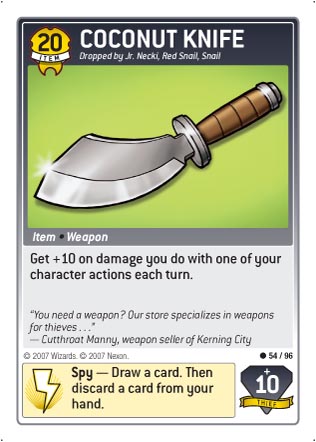 20
ITEM
COCONUT KNIFE
Dropped by Jr. Necki, Red Snail, Snail
Item • Weapon
Get +10 on damage you do with one of your
character actions each turn.
"You need a weapon? Our store specializes in weapons
for thieves . . ."
— Cutthroat Manny, weapon seller of Kerning City
© 2007 Wizards. © 2007 Nexon.
● 54 / 96
Spy — Draw a card. Then
discard a card from your
hand.
+
10
THIEF